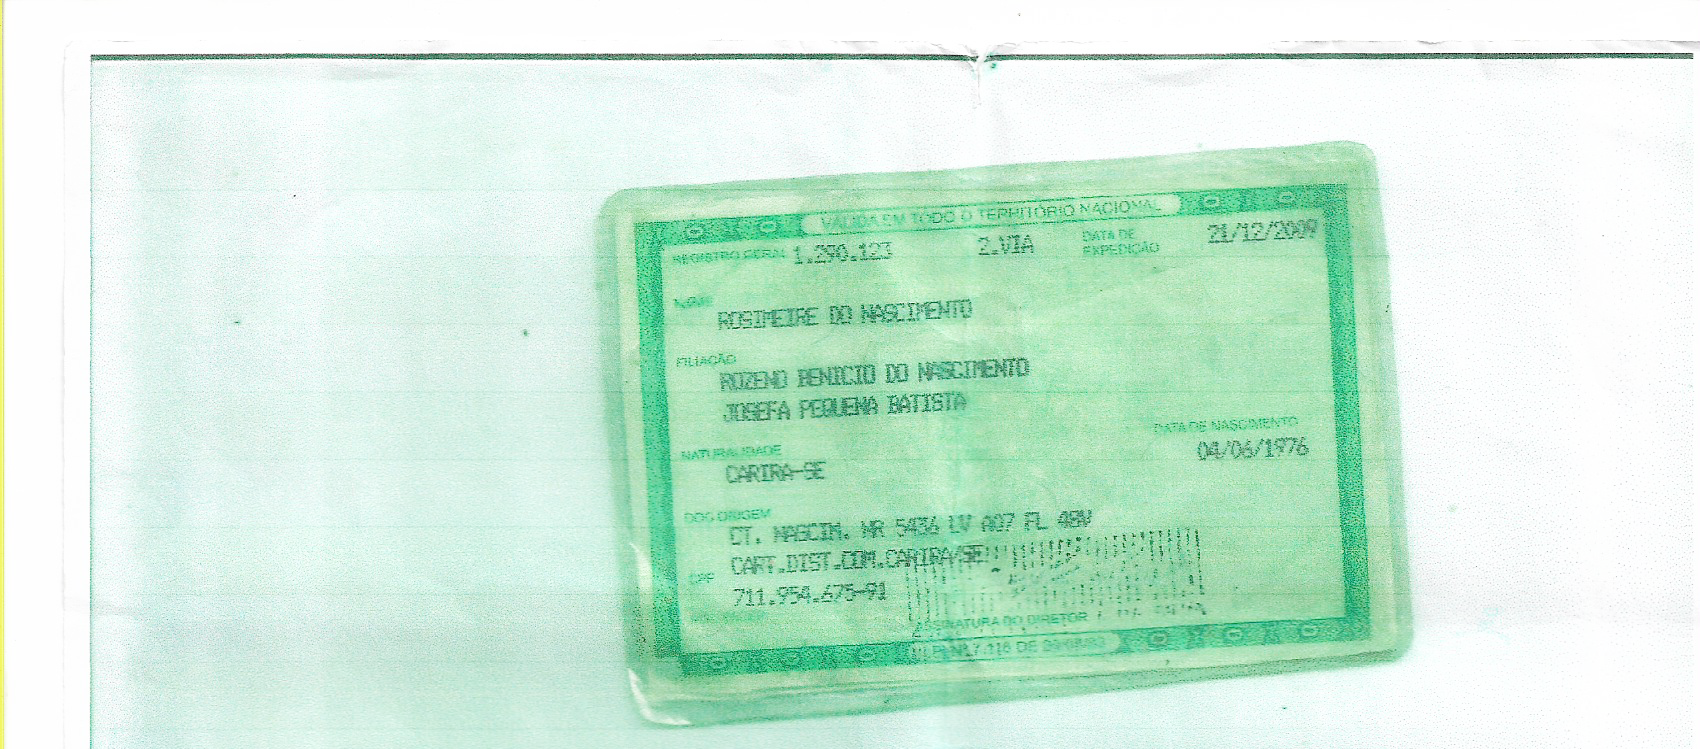 VÁLIDA EM TODO O TERRITÓRIO NACIONAL
REGISTRO GERAL 1.290.123 2.VIA DATA DE EXPEDIÇÃO 21/12/2009
NOME
ROSIMEIRE DO NASCIMENTO
FILIAÇÃO
ROZENO BENICIO DO NASCIMENTO
JOSEFA PEQUENA BATISTA
NATURALIDADE DATA DE NASCIMENTO
CARIRA-SE 04/06/1976
DOC ORIGEM
CT. NASCIM. NR 5436 LV A07 FL 48V
CART.DIST.COM.CARIRA/SE
CPF
711.954.675-91
ASSINATURA DO DIRETOR
LEI Nº 7.116 DE 29/08/83